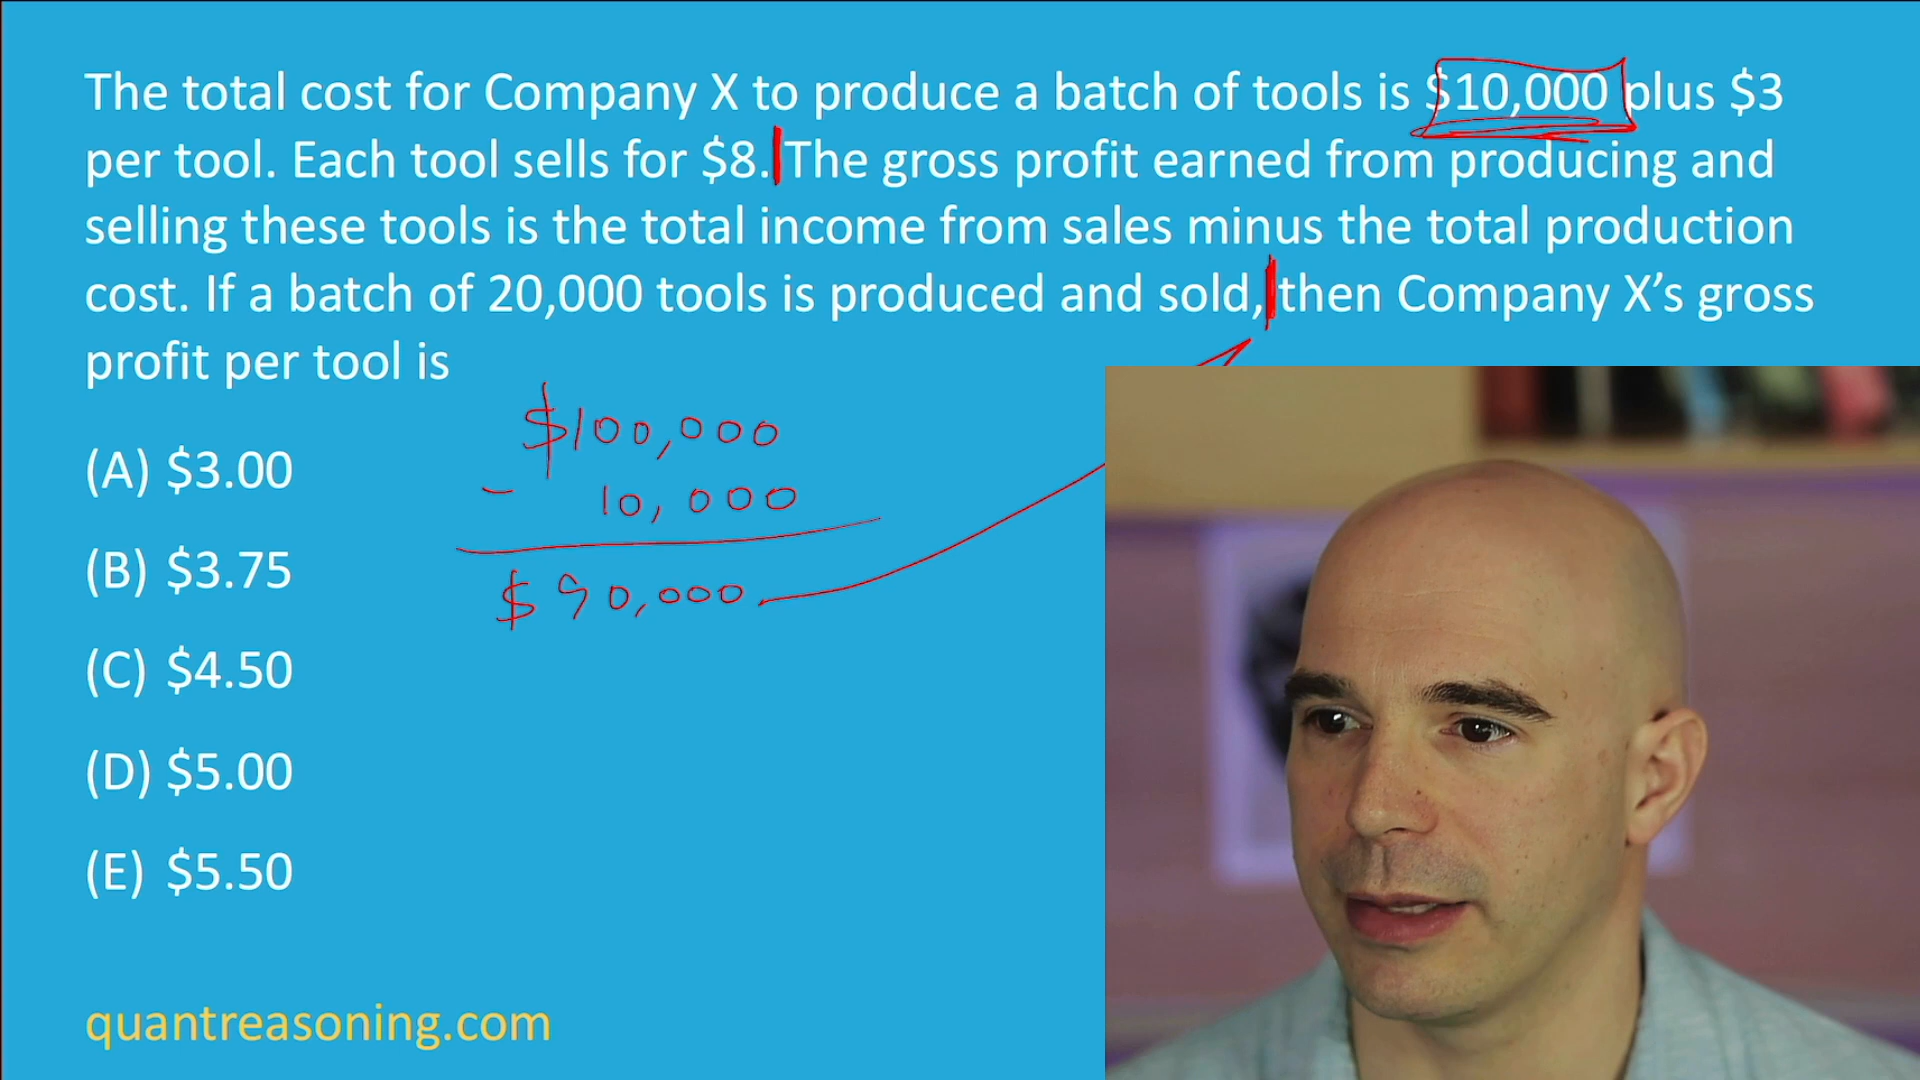 The total cost for Company X to produce a batch of tools is $10,000 plus $3
per tool. Each tool sells for $8. The gross profit earned from producing and
selling these tools is the total income from sales minus the total production
cost. If a batch of 20,000 tools is produced and sold, then Company X’s gross
profit per tool is
$100,000
- 10,000
$90,000
(A) $3.00
(B) $3.75
(C) $4.50
(D) $5.00
(E) $5.50
quantreasoning.com